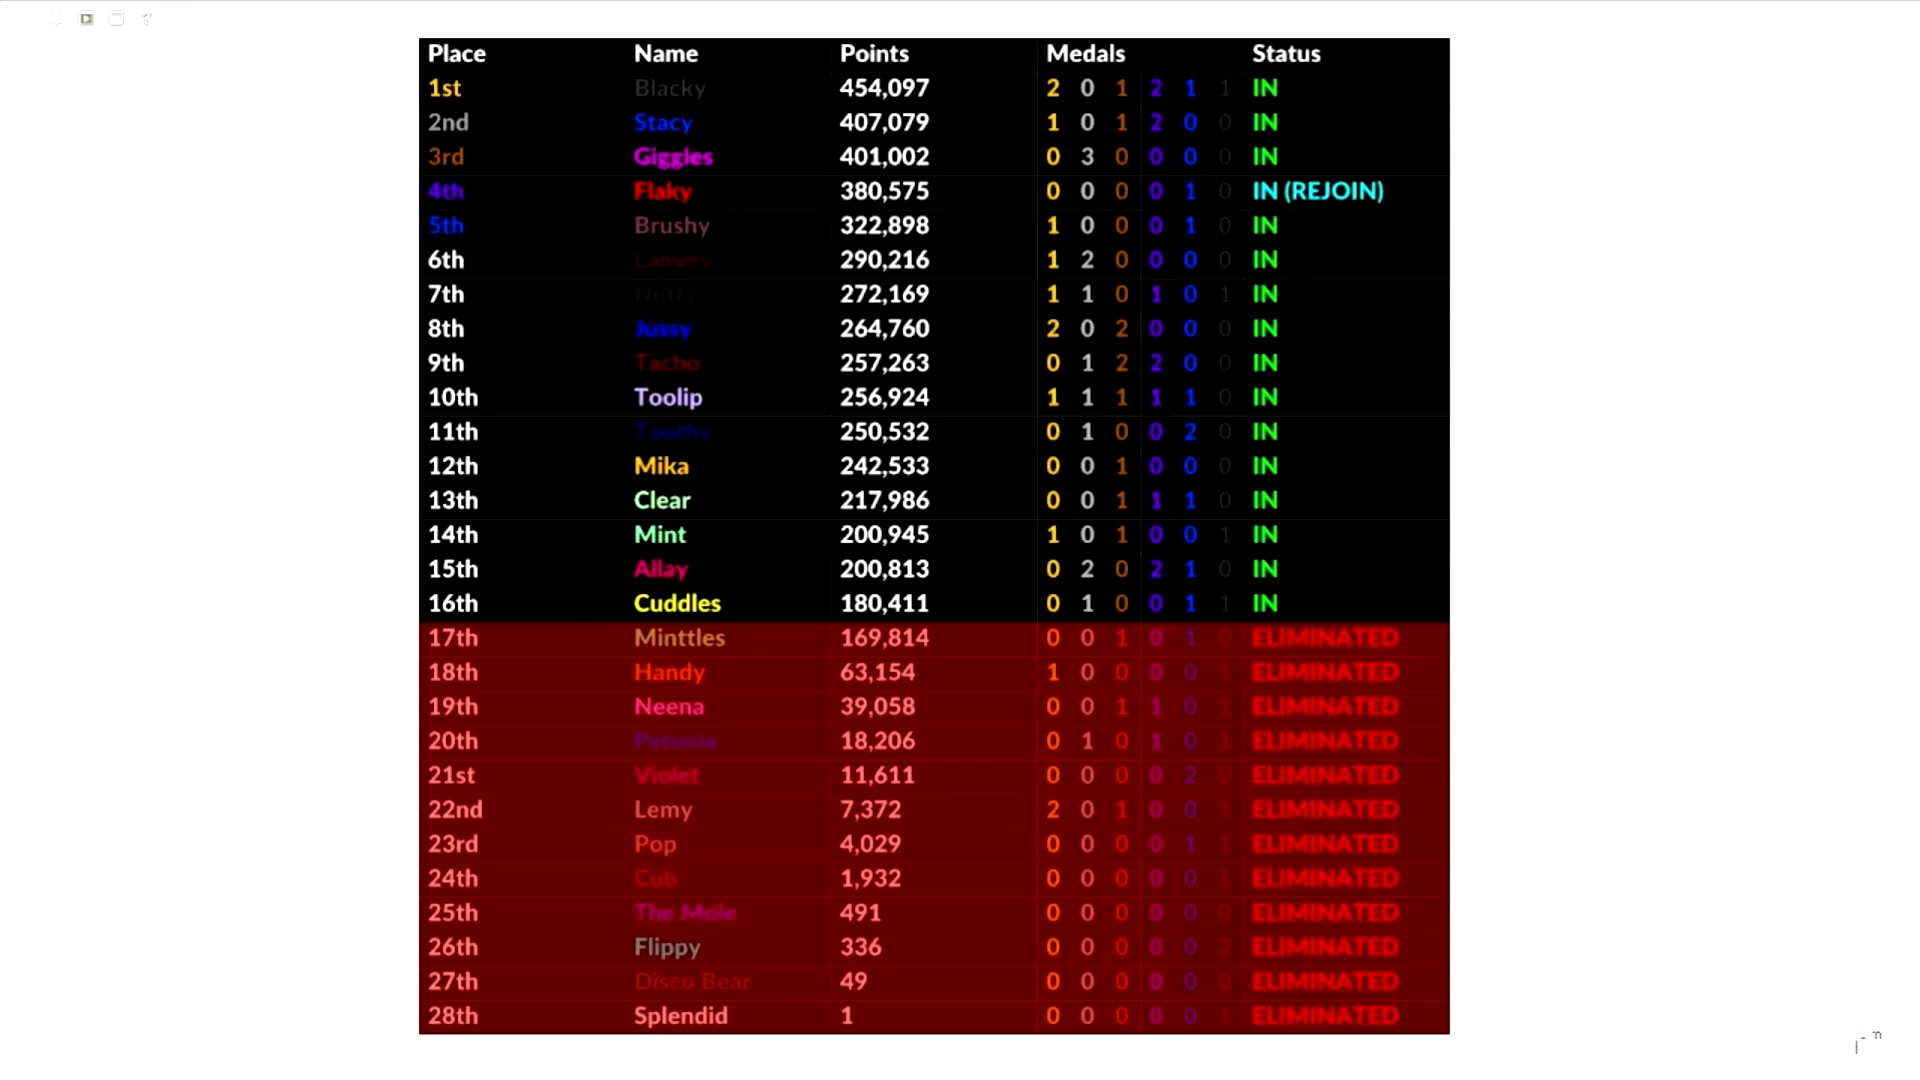 Place Name Points Medals Status
1st Blacky 454,097 2 0 1 2 1 1 IN
2nd Stacy 407,079 1 0 1 2 0 0 IN
3rd Giggles 401,002 0 3 0 0 0 0 IN
4th Flaky 380,575 0 0 0 0 1 0 IN (REJOIN)
5th Brushy 322,898 1 0 0 0 1 0 IN
6th Lammy 290,216 1 2 0 0 0 0 IN
7th Nutty 272,169 1 1 0 1 0 1 IN
8th Jussy 264,760 2 0 2 0 0 0 IN
9th Tacho 257,263 0 1 2 2 0 0 IN
10th Toolip 256,924 1 1 1 1 1 0 IN
11th Toothy 250,532 0 1 0 0 2 0 IN
12th Mika 242,533 0 0 1 0 0 0 IN
13th Clear 217,986 0 0 1 1 1 0 IN
14th Mint 200,945 1 0 1 0 0 1 IN
15th Allay 200,813 0 2 0 2 1 0 IN
16th Cuddles 180,411 0 1 0 0 1 1 IN
17th Minttles 169,814 0 0 1 0 1 0 ELIMINATED
18th Handy 63,154 1 0 0 0 0 1 ELIMINATED
19th Neena 39,058 0 0 1 1 0 1 ELIMINATED
20th Petunia 18,206 0 1 0 1 0 1 ELIMINATED
21st Violet 11,611 0 0 0 0 2 0 ELIMINATED
22nd Lemy 7,372 2 0 1 0 0 1 ELIMINATED
23rd Pop 4,029 0 0 0 0 1 1 ELIMINATED
24th Cub 1,932 0 0 0 0 0 1 ELIMINATED
25th The Mole 491 0 0 0 0 0 0 ELIMINATED
26th Flippy 336 0 0 0 0 0 2 ELIMINATED
27th Disco Bear 49 0 0 0 0 0 0 ELIMINATED
28th Splendid 1 0 0 0 0 0 1 ELIMINATED